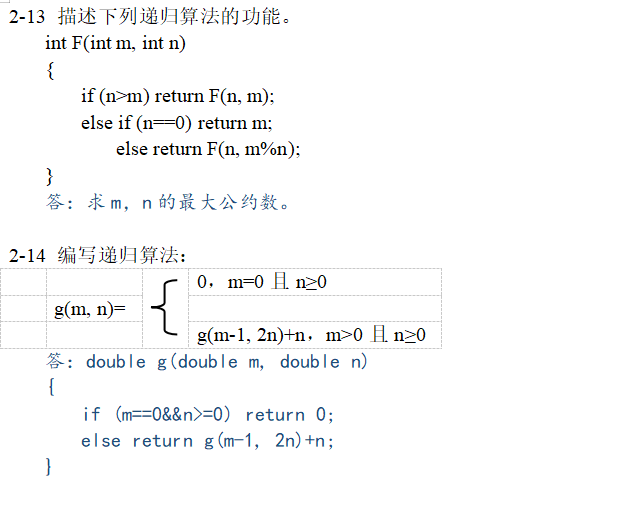 2-13 描述下列递归算法的功能。
int F(int m, int n)
{
if (n>m) return F(n, m);
else if (n==0) return m;
else return F(n, m%n);
}
答：求 m，n 的最大公约数。
2-14 编写递归算法：
0，m=0 且 n≥0
g(m, n)=
g(m-1, 2n)+n，m>0 且 n≥0
答：double g(double m, double n)
{
if (m==0&&n>=0) return 0;
else return g(m-1, 2n)+n;
}